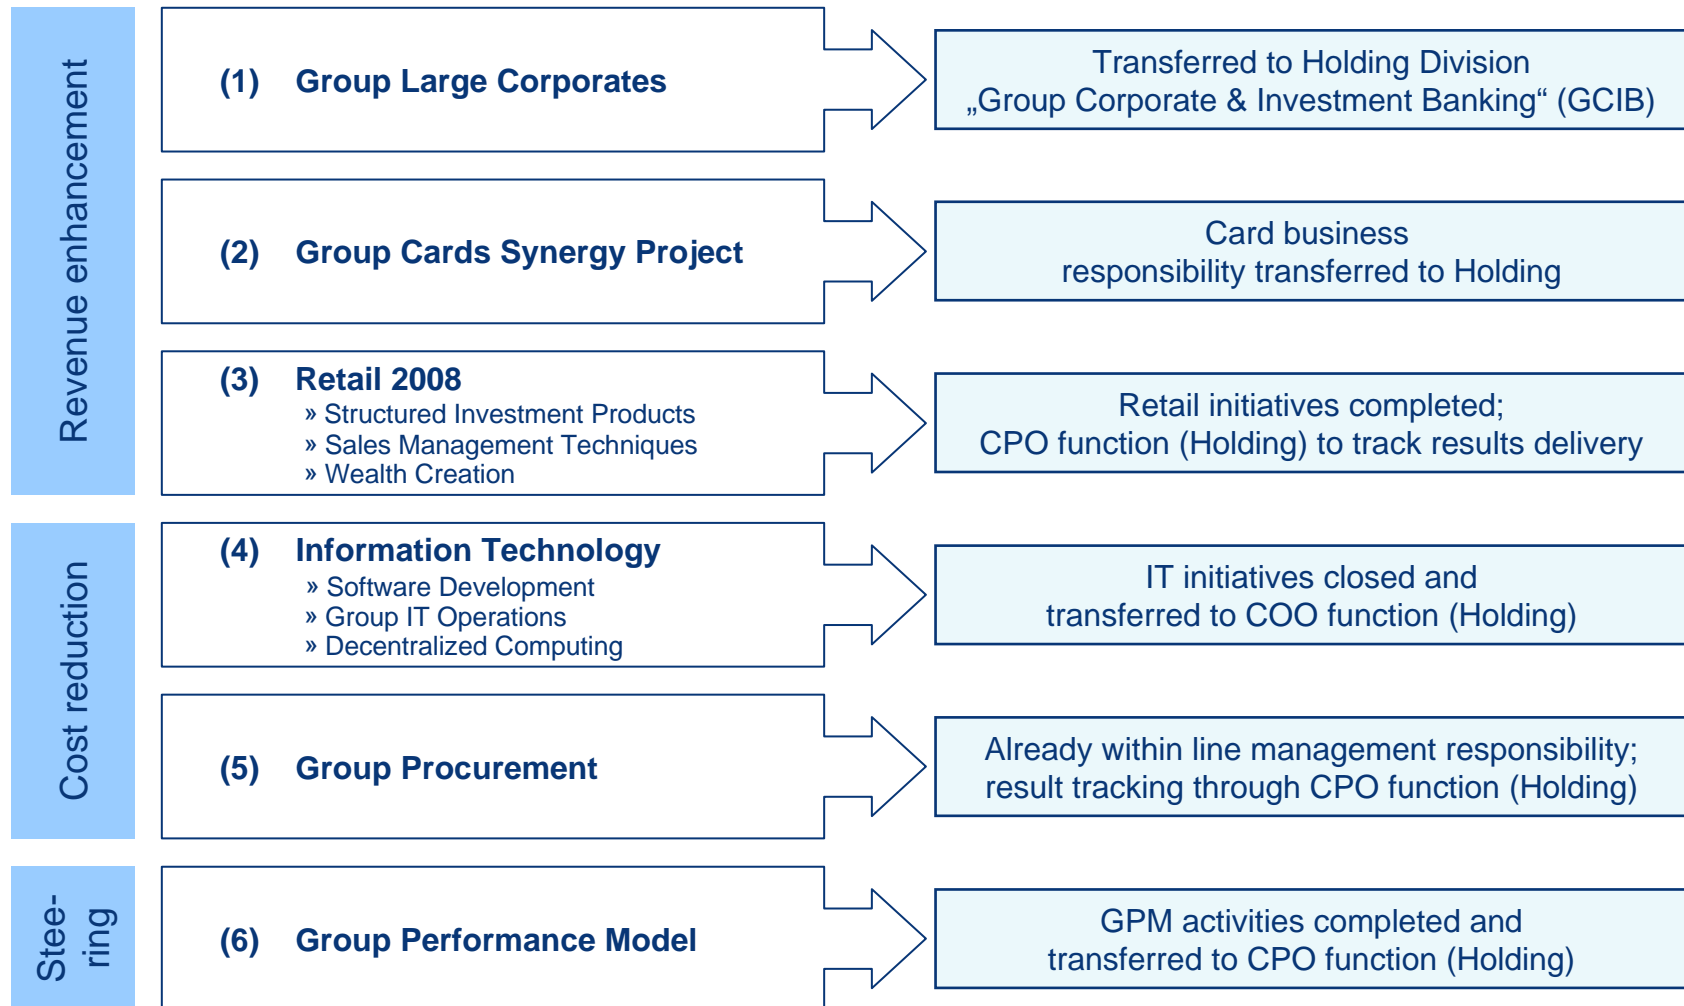 Revenue enhancement
(1) Group Large Corporates
Transferred to Holding Division
„Group Corporate & Investment Banking“ (GCIB)
(2) Group Cards Synergy Project
Card business
responsibility transferred to Holding
(3) Retail 2008
» Structured Investment Products
» Sales Management Techniques
» Wealth Creation
Retail initiatives completed;
CPO function (Holding) to track results delivery
Cost reduction
(4) Information Technology
» Software Development
» Group IT Operations
» Decentralized Computing
IT initiatives closed and
transferred to COO function (Holding)
(5) Group Procurement
Already within line management responsibility;
result tracking through CPO function (Holding)
Stee-
ring
(6) Group Performance Model
GPM activities completed and
transferred to CPO function (Holding)